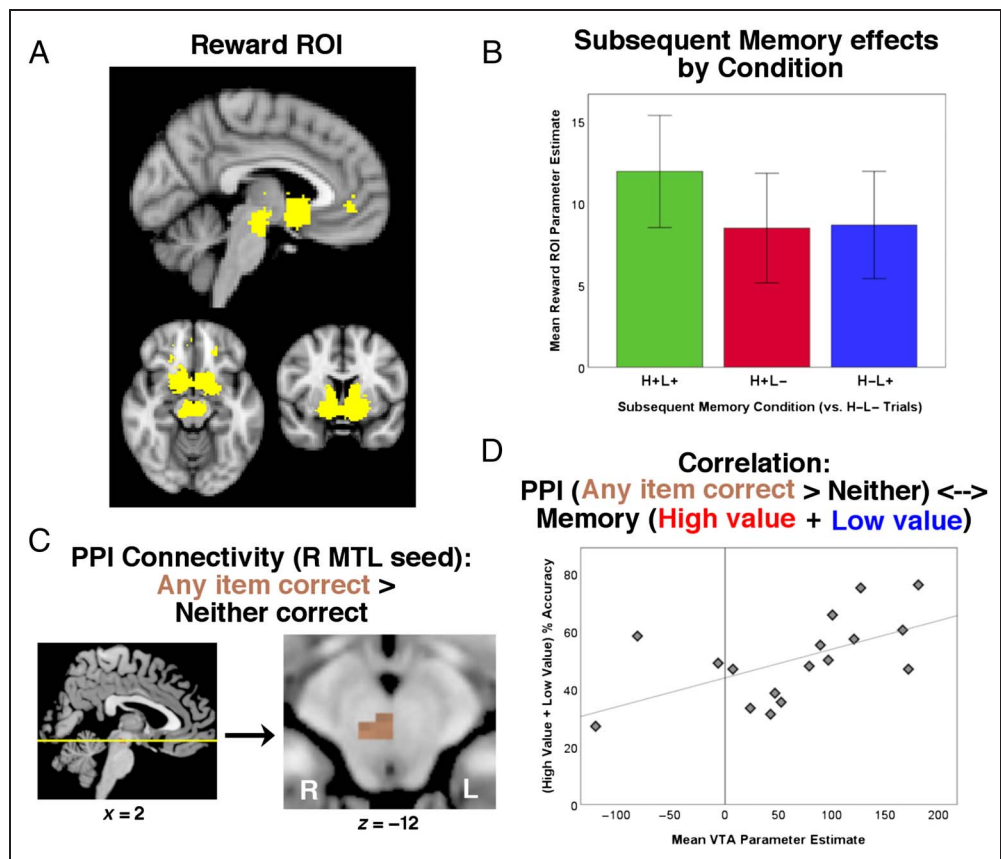 A
Reward ROI
B
Subsequent Memory effects
by Condition
Mean Reward ROI Parameter Estimate
15
10
5
0
H+L+
H+L–
H–L+
Subsequent Memory Condition (vs. H–L– Trials)
C
PPI Connectivity (R MTL seed):
Any item correct >
Neither correct
x = 2
R
L
z = –12
D
Correlation:
PPI (Any item correct > Neither) <-->
Memory (High value + Low value)
(High Value + Low Value) % Accuracy
80
60
40
20
0
–100
–50
0
50
100
150
200
Mean VTA Parameter Estimate